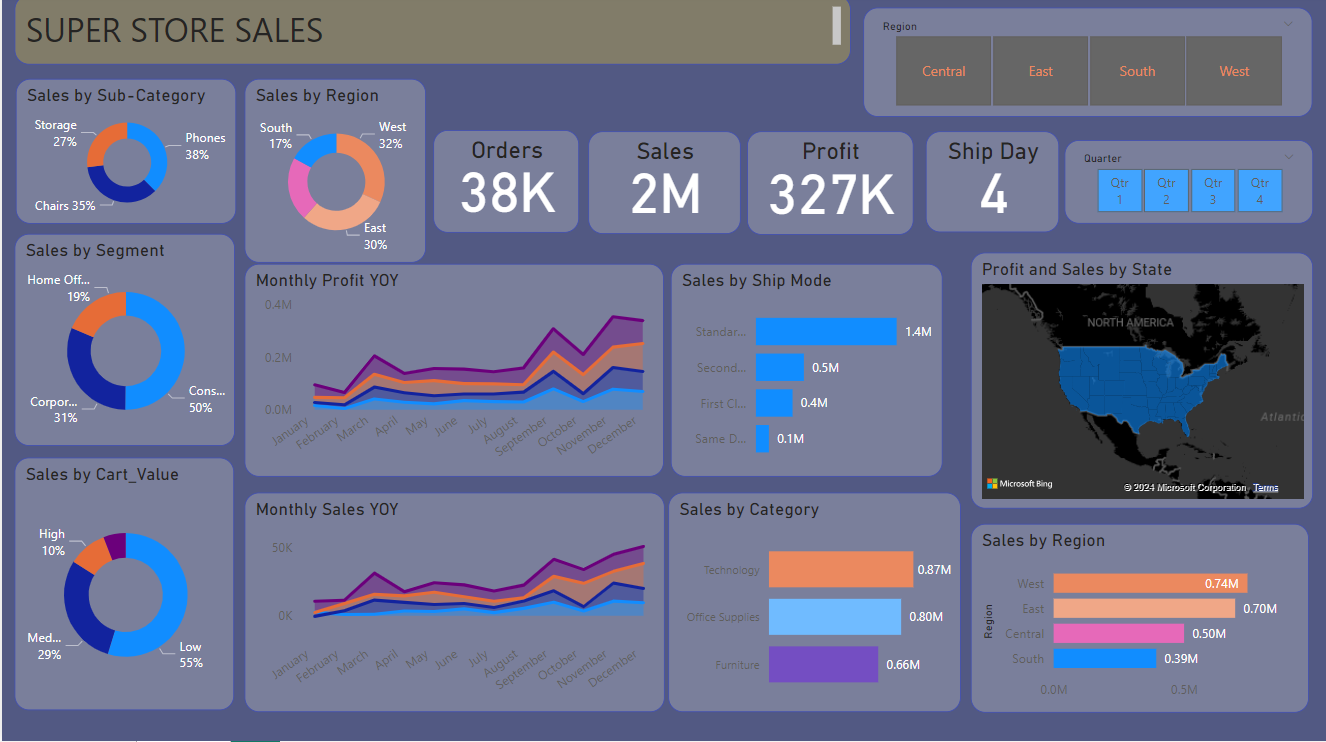 SUPER STORE SALES
Region
Central
East
South
West
Sales by Sub-Category
Storage
27%
Phones
38%
Chairs 35%
Sales by Region
South
17%
West
32%
East
30%
Orders
38K
Sales
2M
Profit
327K
Ship Day
4
Quarter
Qtr
1
Qtr
2
Qtr
3
Qtr
4
Sales by Segment
Home Off...
19%
Corpor...
31%
Cons...
50%
Monthly Profit YOY
0.4M
0.2M
0.0M
January
February
March
April
May
June
July
August
September
October
November
December
Sales by Ship Mode
Standar...
1.4M
Second...
0.5M
First Cl...
0.4M
Same D...
0.1M
Profit and Sales by State
NORTH AMERICA
Atlantic
Microsoft Bing
© 2024 Microsoft Corporation Terms
Sales by Cart_Value
High
10%
Med...
29%
Low
55%
Monthly Sales YOY
50K
0K
January
February
March
April
May
June
July
August
September
October
November
December
Sales by Category
Technology
0.87M
Office Supplies
0.80M
Furniture
0.66M
Sales by Region
Region
West
0.74M
East
0.70M
Central
0.50M
South
0.39M
0.0M
0.5M